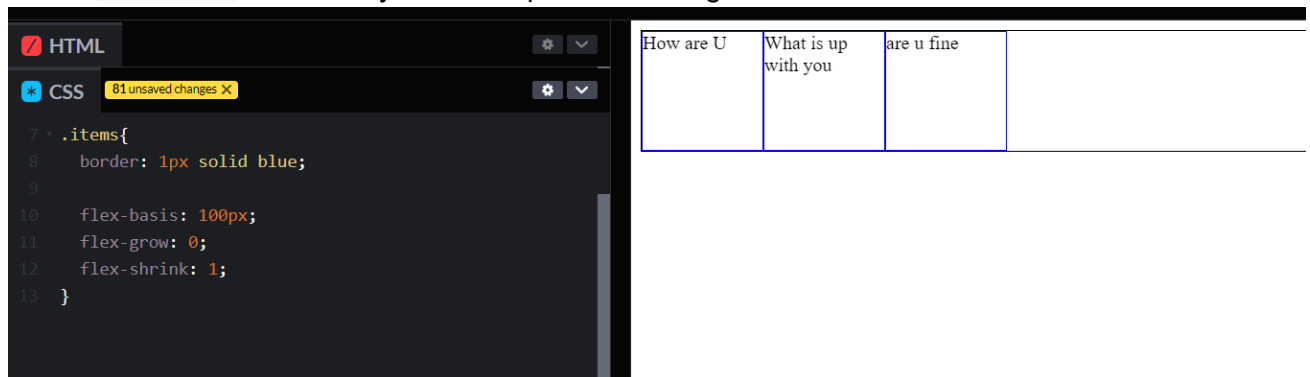 HTML
CSS
81 unsaved changes X
7 .items{
8 border: 1px solid blue;
9
10 flex-basis: 100px;
11 flex-grow: 0;
12 flex-shrink: 1;
13 }
How are U
What is up
with you
are u fine